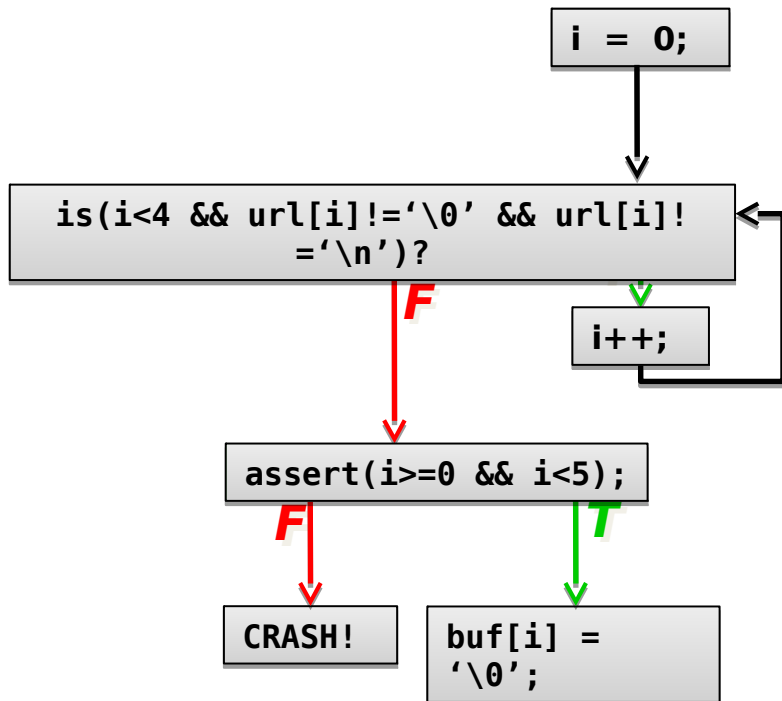 i = 0;
is(i<4 && url[i]!=‘\0’ && url[i]!
=‘\n’)?
F
i++;
assert(i>=0 && i<5);
F
T
CRASH!
buf[i] =
‘\0’;